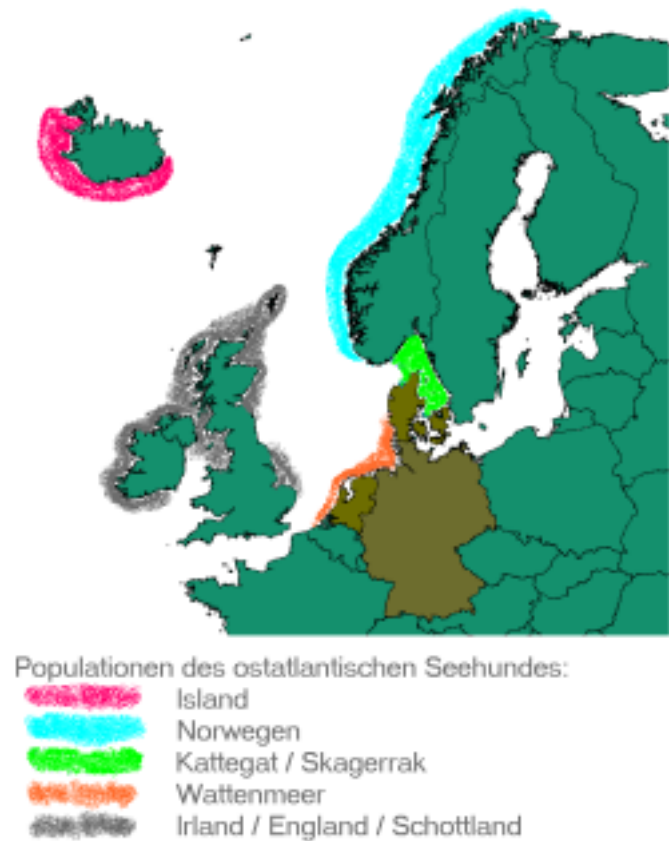 Populationen des ostatlantischen Seehundes:
Island
Norwegen
Kattegat / Skagerrak
Wattenmeer
Irland / England / Schottland